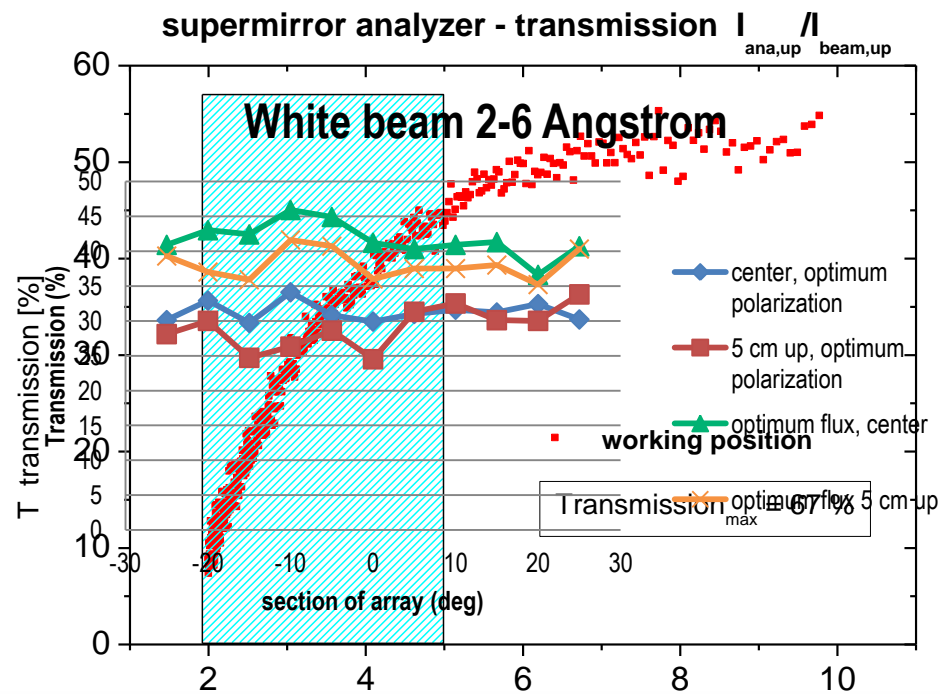 supermirror analyzer - transmission I ana,up /I beam,up
60
White beam 2-6 Angstrom
50
50
45
40
40
35
30
30
25
20
20
15
10
10
5
0
0
T transmission [%]
Transmission (%)
center, optimum
polarization
5 cm up, optimum
polarization
optimum flux, center
working position
optimum flux 5 cm up
Transmission max = 67 %
-30 -20 -10 0 10 20 30
section of array (deg)
2 4 6 8 10